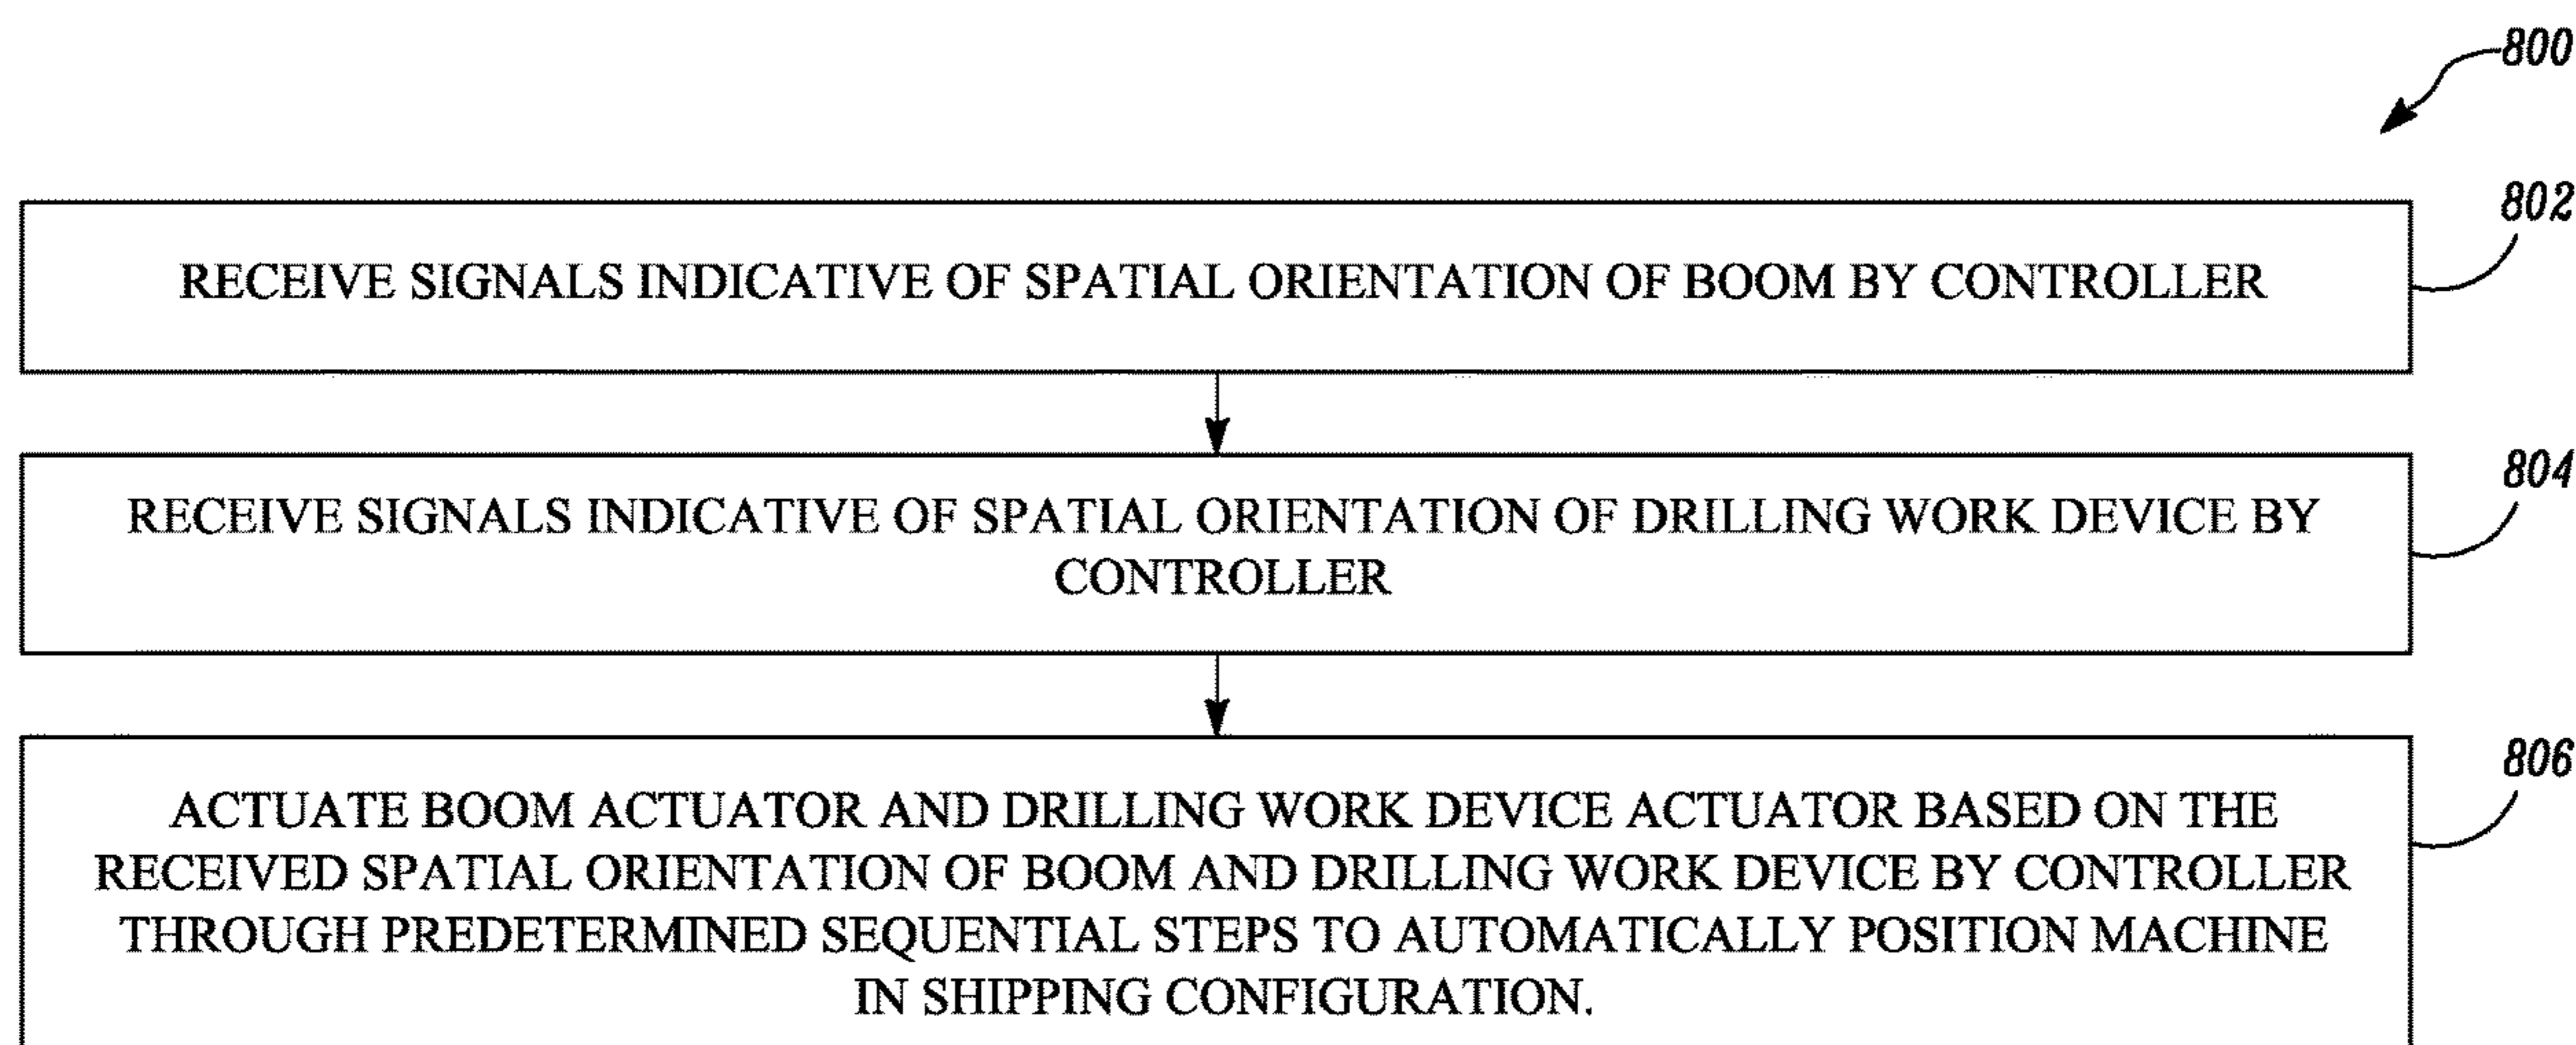 800
802
RECEIVE SIGNALS INDICATIVE OF SPATIAL ORIENTATION OF BOOM BY CONTROLLER
804
RECEIVE SIGNALS INDICATIVE OF SPATIAL ORIENTATION OF DRILLING WORK DEVICE BY
CONTROLLER
806
ACTUATE BOOM ACTUATOR AND DRILLING WORK DEVICE ACTUATOR BASED ON THE
RECEIVED SPATIAL ORIENTATION OF BOOM AND DRILLING WORK DEVICE BY CONTROLLER
THROUGH PREDETERMINED SEQUENTIAL STEPS TO AUTOMATICALLY POSITION MACHINE
IN SHIPPING CONFIGURATION.